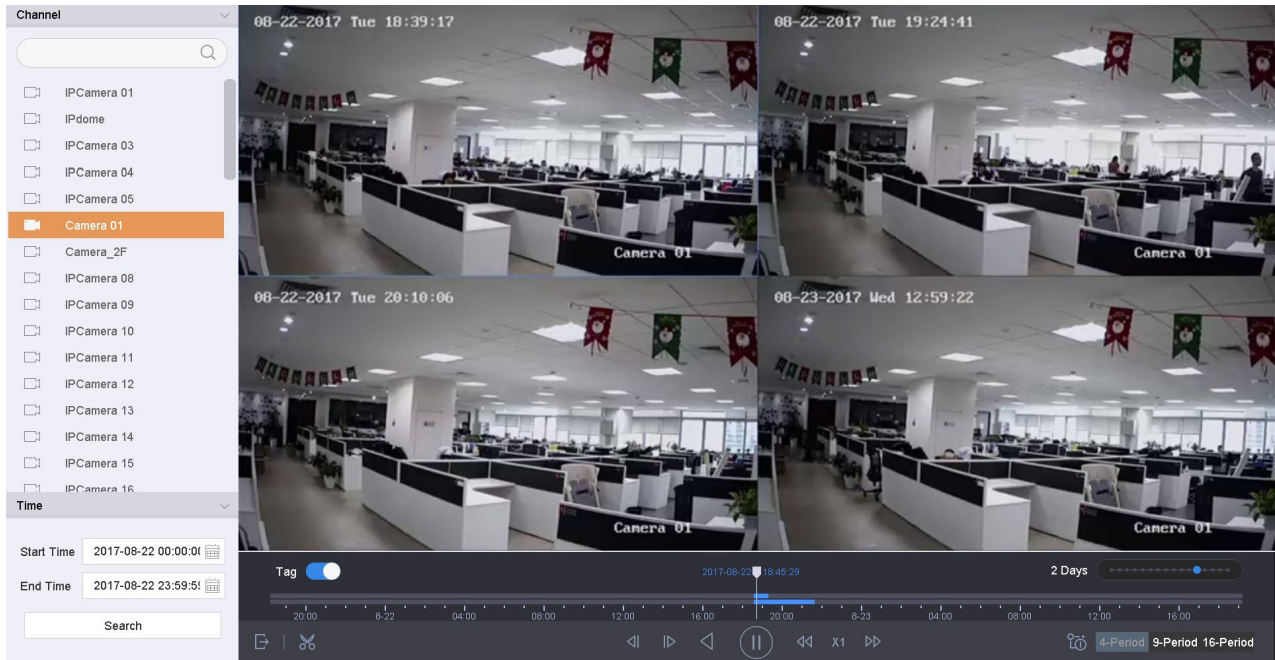 Channel
IPCamera 01
IPdome
IPCamera 03
IPCamera 04
IPCamera 05
Camera 01
Camera_2F
IPCamera 08
IPCamera 09
IPCamera 10
IPCamera 11
IPCamera 12
IPCamera 13
IPCamera 14
IPCamera 15
IPCamera 16
Time
Start Time 2017-08-22 00:00:00
End Time 2017-08-22 23:59:59
Search
08-22-2017 Tue 18:39:17
Camera 01
08-22-2017 Tue 19:24:41
Camera 01
08-22-2017 Tue 20:10:06
Camera 01
08-23-2017 Wed 12:59:22
Camera 01
Tag
2017-08-22 18:45:29
2 Days
20:00 8-22 04:00 08:00 12:00 16:00 20:00 8-23 04:00 08:00 12:00 16:00
X1
4-Period 9-Period 16-Period